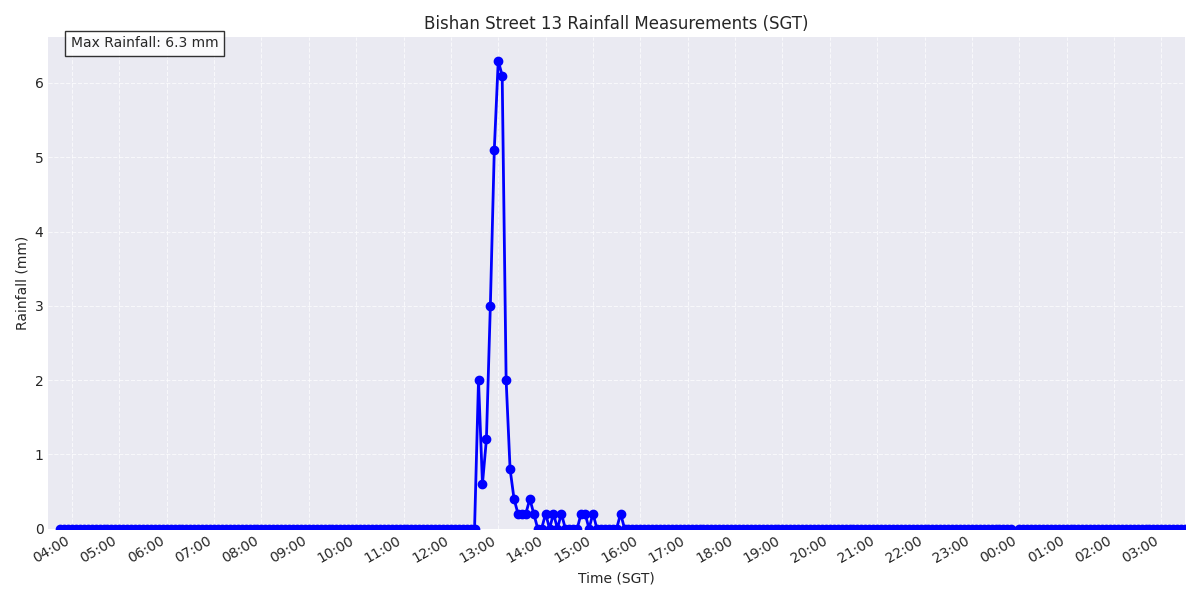 Bishan Street 13 Rainfall Measurements (SGT)
Max Rainfall: 6.3 mm
6
5
4
3
2
1
0
Rainfall (mm)
04:00 05:00 06:00 07:00 08:00 09:00 10:00 11:00 12:00 13:00 14:00 15:00 16:00 17:00 18:00 19:00 20:00 21:00 22:00 23:00 00:00 01:00 02:00 03:00
Time (SGT)